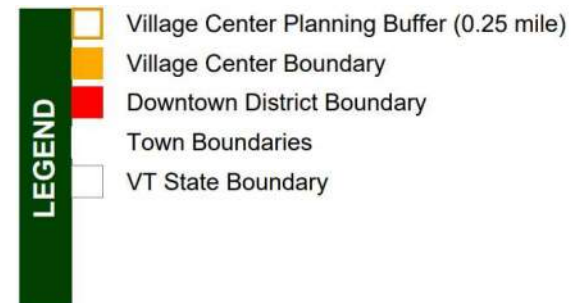 LEGEND
Village Center Planning Buffer (0.25 mile)
Village Center Boundary
Downtown District Boundary
Town Boundaries
VT State Boundary